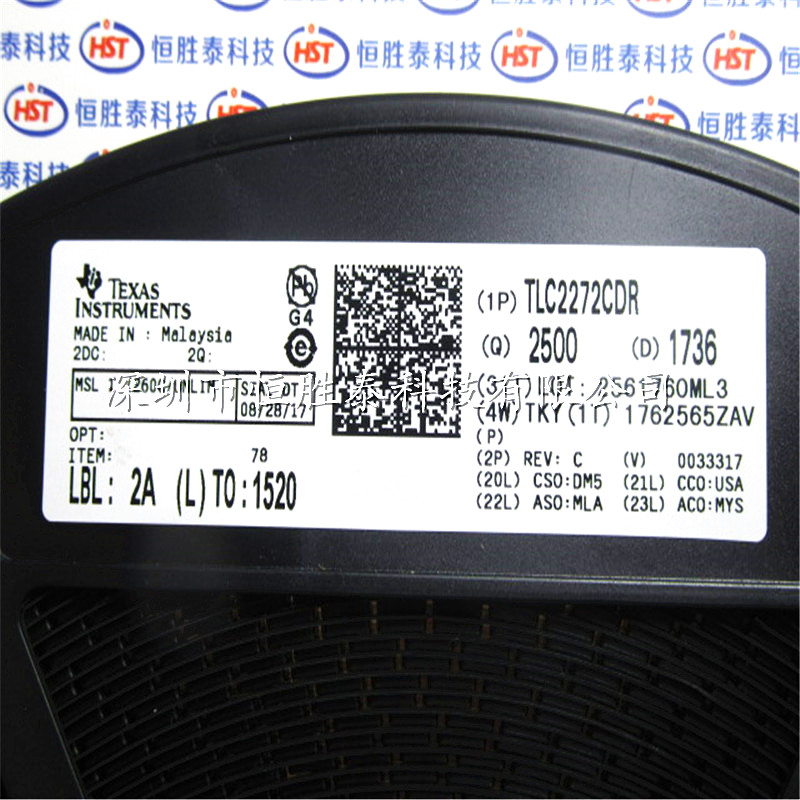 HST 恒胜泰科技 HST 恒胜泰科技 HST 恒胜泰科技
HST 恒胜泰科技 HST 恒胜泰科技 HST 恒胜泰科技
TEXAS
INSTRUMENTS
MADE IN : Malaysia
2DC: 2Q:
MSL
08/28/17
OPT:
ITEM: 78
LBL: 2A (L)TO:1520
Pb
G4
e
(1P) TLC2272CDR
(Q) 2500 (D) 1736
深圳市恒胜泰科技有限公司
(4W)TKY(1T) 1762565ZAV
(P)
(2P) REV: C (V) 0033317
(20L) CSO:DM5 (21L) CCO:USA
(22L) ASO:MLA (23L) ACO:MYS